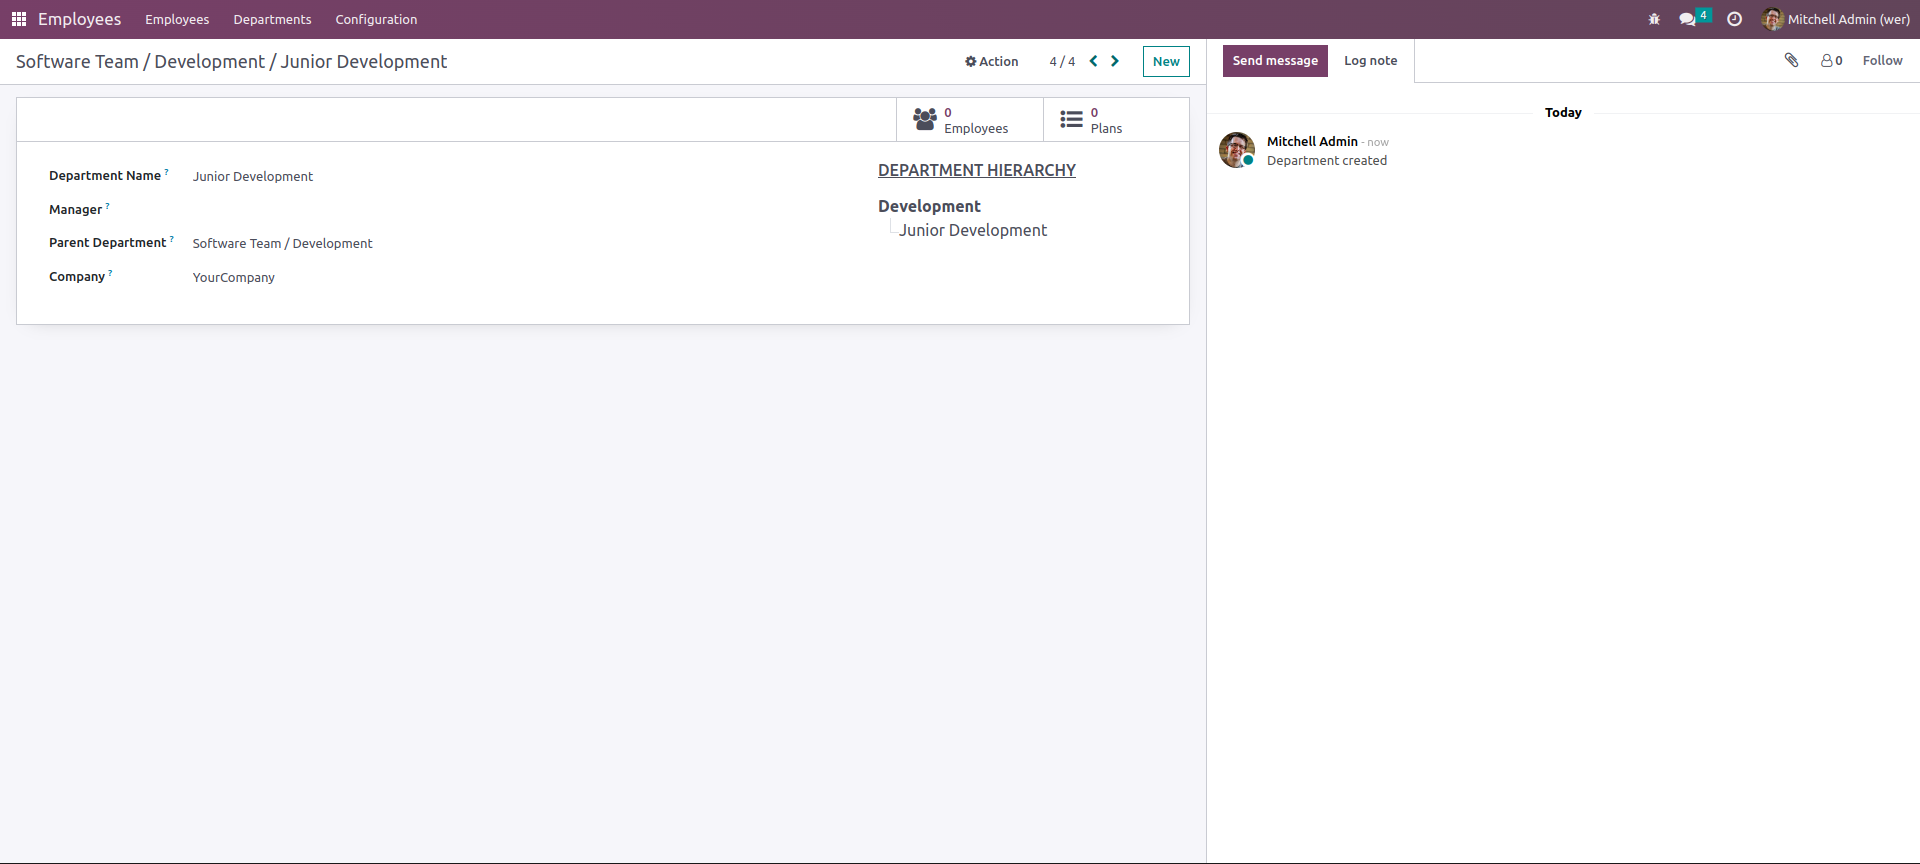 Employees Employees Departments Configuration 4 Mitchell Admin (wer)
Software Team / Development / Junior Development Action 4 / 4 New
Send message Log note 0 Follow
0 Employees
0 Plans
Department Name ? Junior Development
Manager ?
Parent Department ? Software Team / Development
Company ? YourCompany
DEPARTMENT HIERARCHY
Development
Junior Development
Today
Mitchell Admin - now
Department created